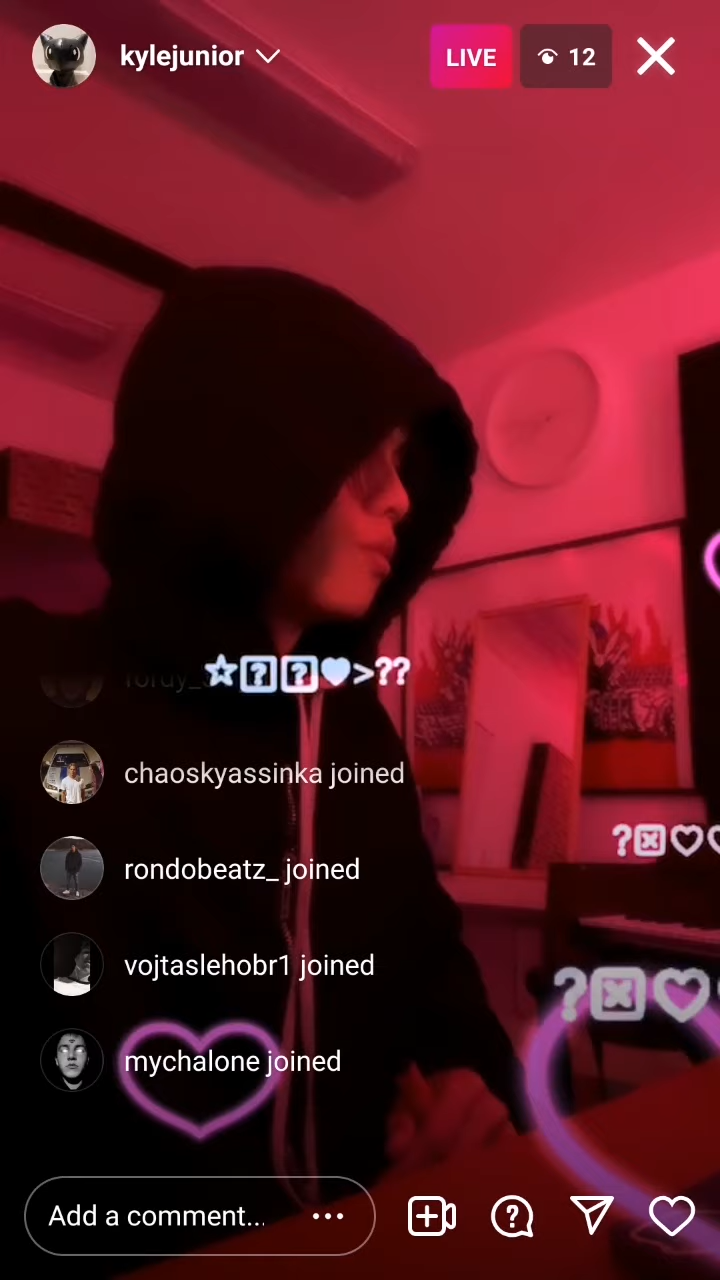 kylejunior
LIVE
12
☆??♥>??
chaoskyassinka joined
rondobeatz_ joined
?☒♡
vojtaslehobr1 joined
?☒♡
mychalone joined
Add a comment...